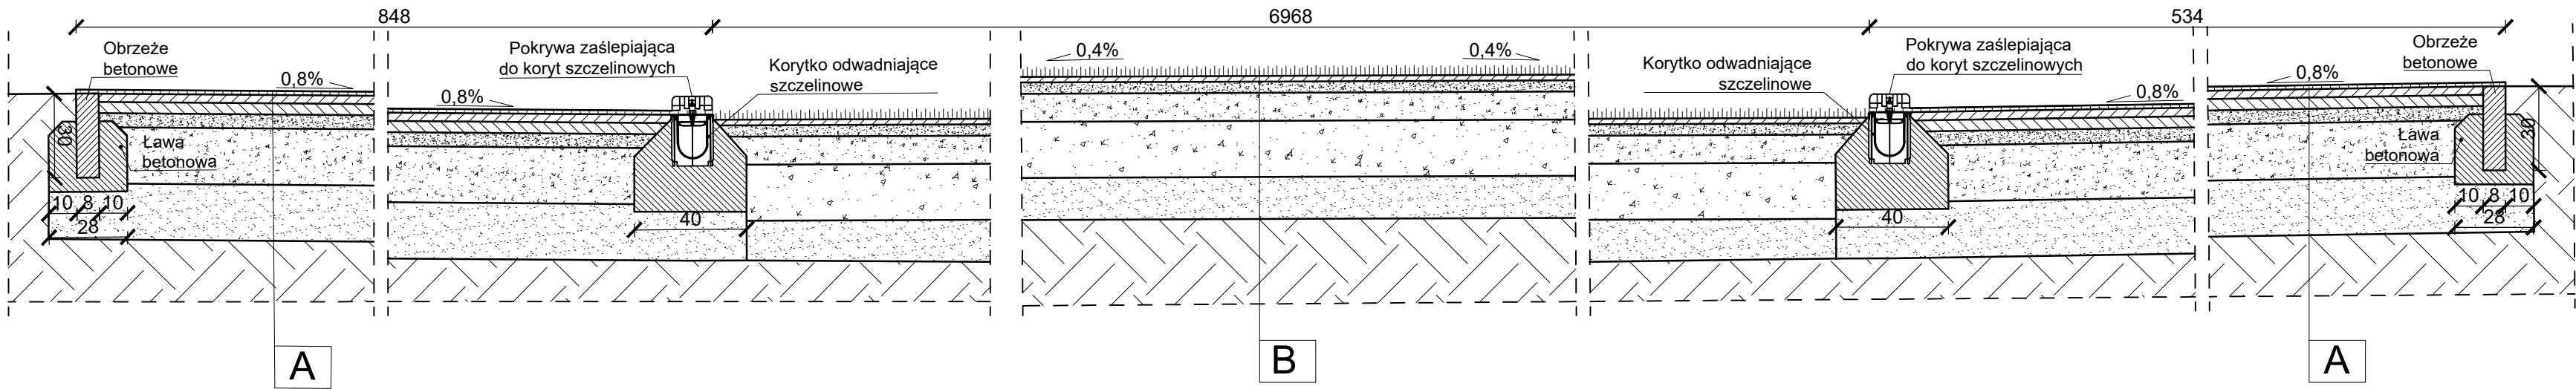 848
6968
534
Obrzeże
betonowe
0,8%
Pokrywa zaślepiająca
do koryt szczelinowych
0,8%
Korytko odwadniające
szczelinowe
0,4%
0,4%
Korytko odwadniające
szczelinowe
Pokrywa zaślepiająca
do koryt szczelinowych
0,8%
0,8%
Obrzeże
betonowe
30
Ława
betonowa
10 8 10
28
40
40
Ława
betonowa
30
10 8 10
28
A
B
A